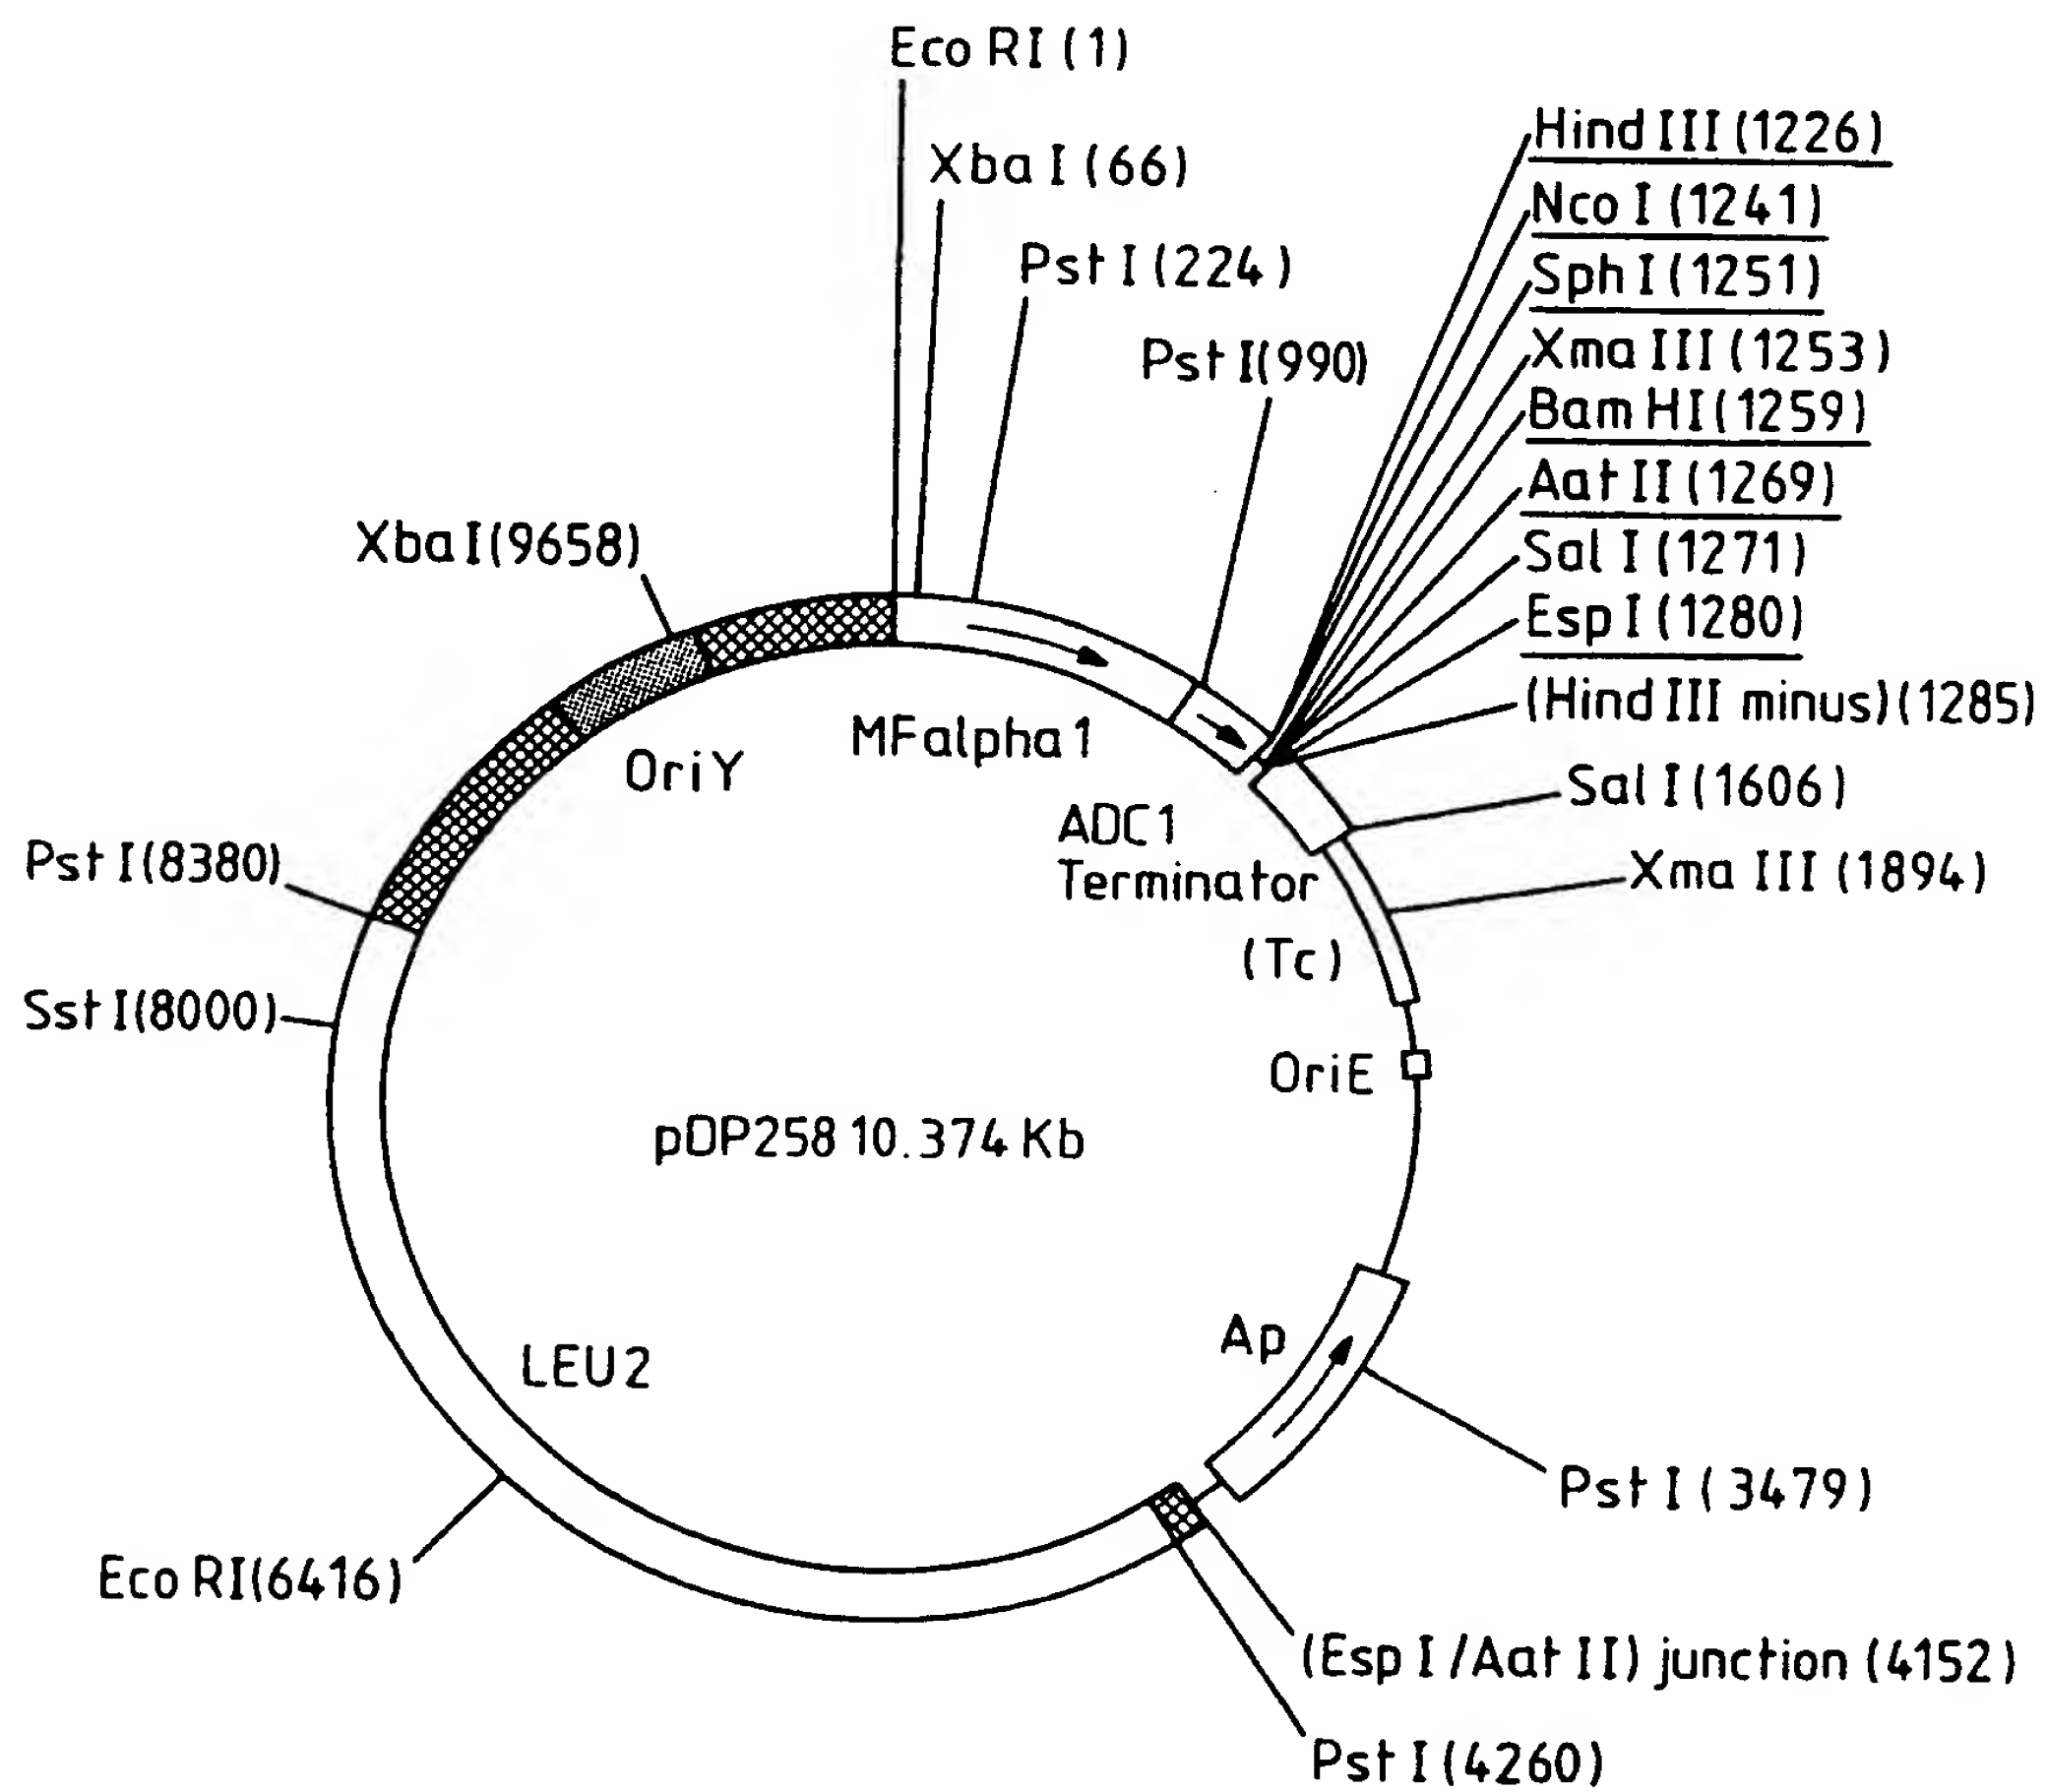 Eco RI (1)
Xba I (66)
Pst I (224)
Pst I (990)
Hind III (1226)
Nco I (1241)
Sph I (1251)
Xma III (1253)
Bam HI (1259)
Aat II (1269)
Sal I (1271)
Esp I (1280)
(Hind III minus) (1285)
Sal I (1606)
Xma III (1894)
Xba I (9658)
OriY
MFalpha1
ADC1
Terminator
(Tc)
Pst I (8380)
Sst I (8000)
OriE
pDP258 10.374 Kb
Ap
LEU2
Pst I (3479)
Eco RI (6416)
(Esp I / Aat II) junction (4152)
Pst I (4260)